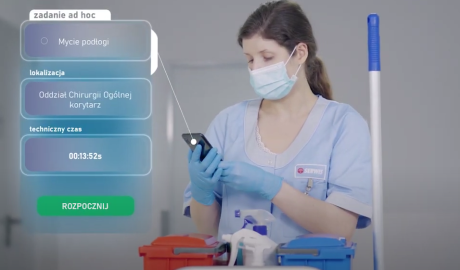 zadanie ad hoc
Mycie podłogi
lokalizacja
Oddział Chirurgii Ogólnej
korytarz
techniczny czas
00:13:52s
ROZPOCZNIJ